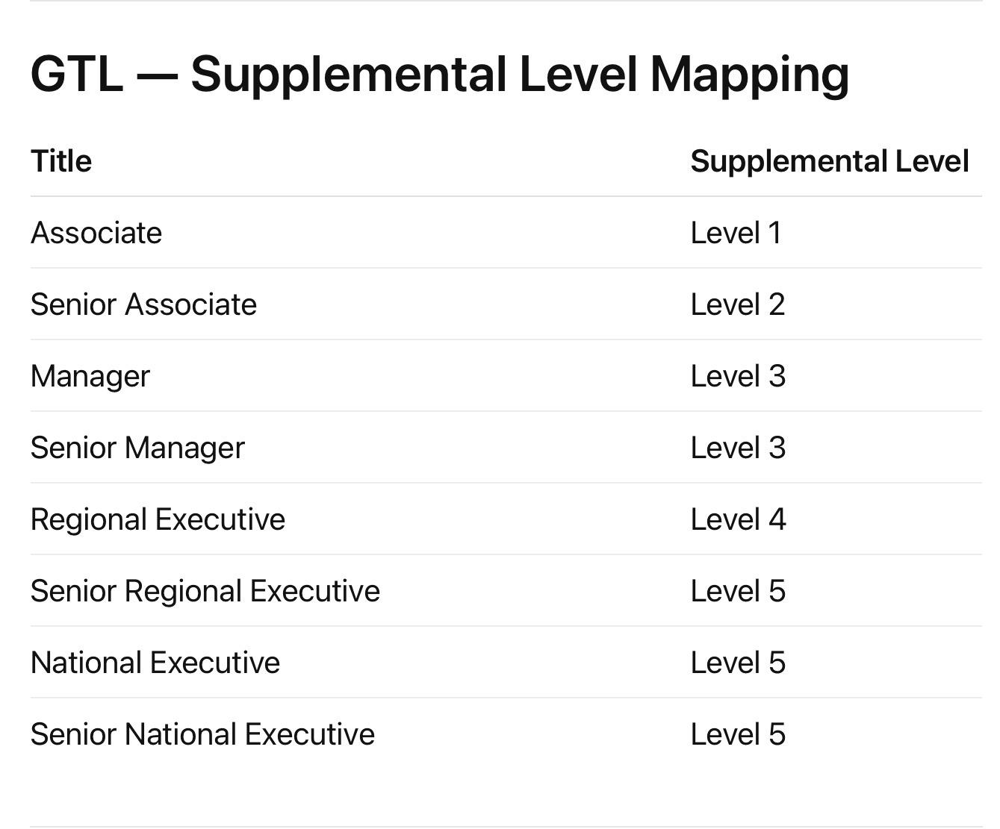 GTL — Supplemental Level Mapping
Title Supplemental Level
Associate Level 1
Senior Associate Level 2
Manager Level 3
Senior Manager Level 3
Regional Executive Level 4
Senior Regional Executive Level 5
National Executive Level 5
Senior National Executive Level 5